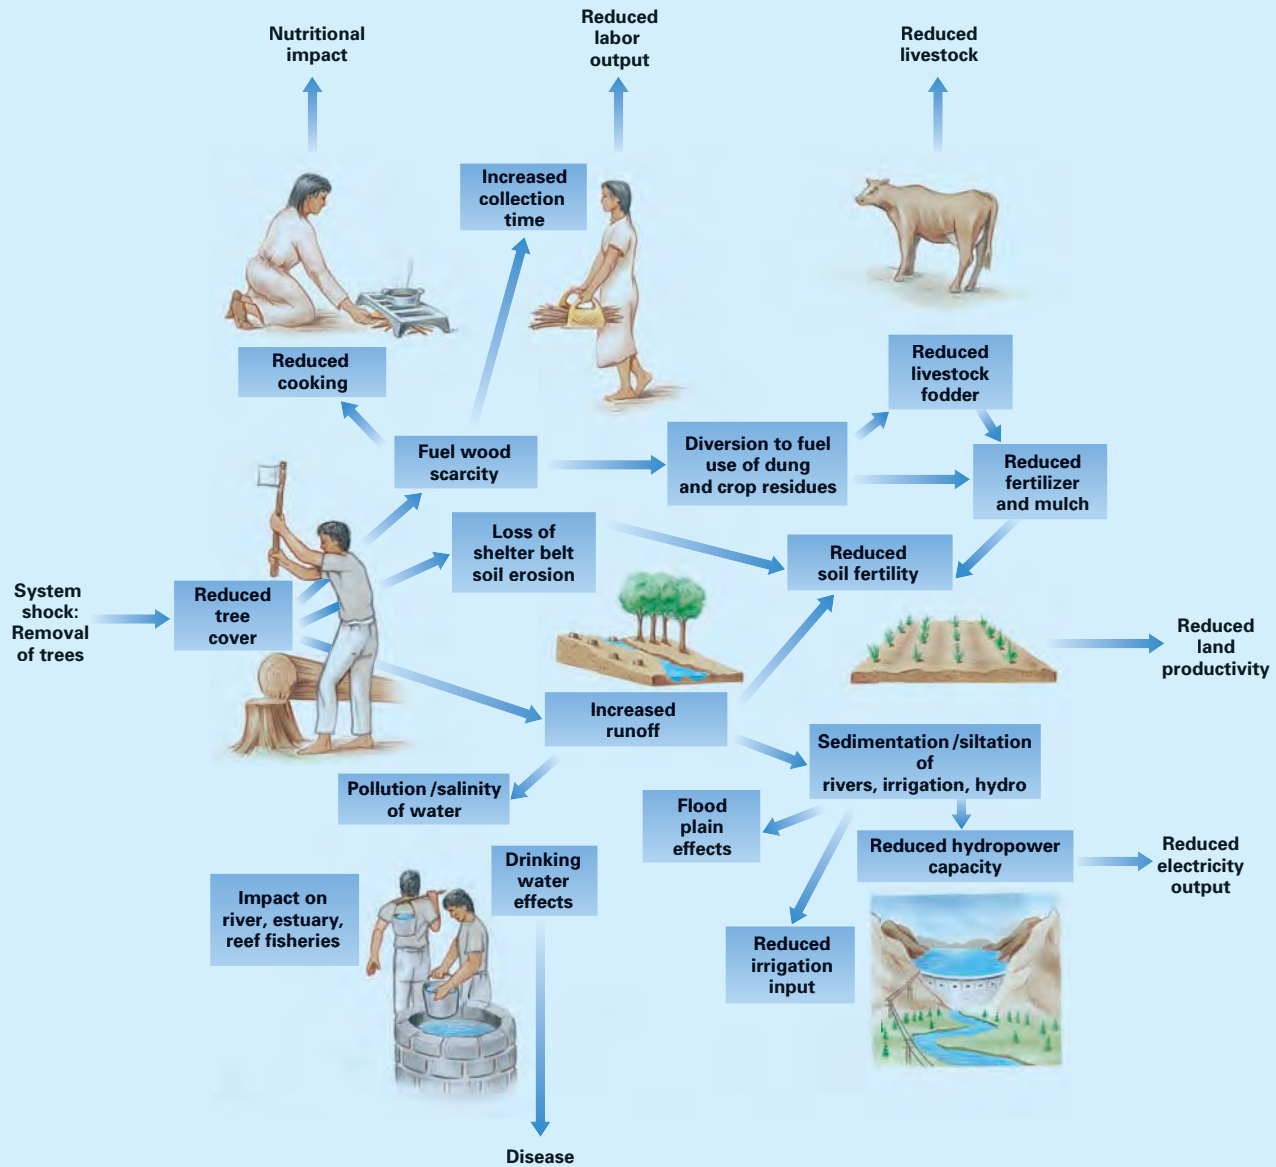 Nutritional
impact
Reduced
labor
output
Reduced
livestock
Increased
collection
time
Reduced
cooking
Reduced
livestock
fodder
Fuel wood
scarcity
Diversion to fuel
use of dung
and crop residues
Reduced
fertilizer
and mulch
Loss of
shelter belt
soil erosion
Reduced
soil fertility
System
shock:
Removal
of trees
Reduced
tree
cover
Reduced
land
productivity
Increased
runoff
Sedimentation/siltation
of
rivers, irrigation, hydro
Pollution/salinity
of water
Flood
plain
effects
Reduced hydropower
capacity
Reduced
electricity
output
Drinking
water
effects
Impact on
river, estuary,
reef fisheries
Reduced
irrigation
input
Disease